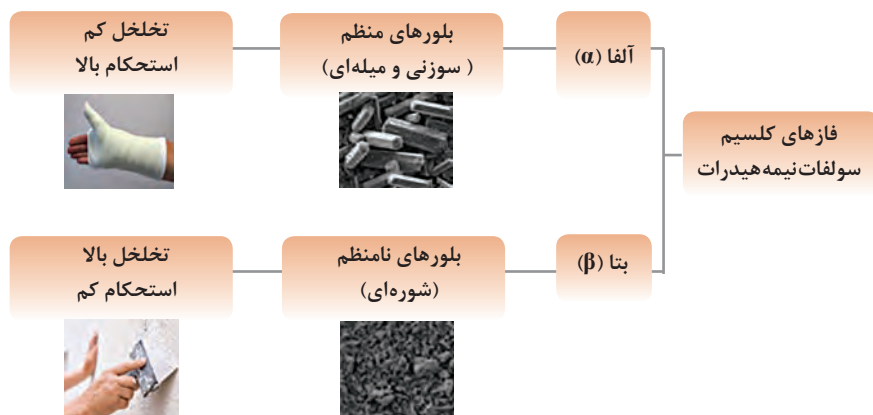 فازهای کلسیم
سولفات‌نیمه‌هیدرات
آلفا (α)
بلورهای منظم
( سوزنی و میله‌ای)
تخلخل کم
استحکام بالا
بتا (β)
بلورهای نامنظم
(شوره‌ای)
تخلخل بالا
استحکام کم